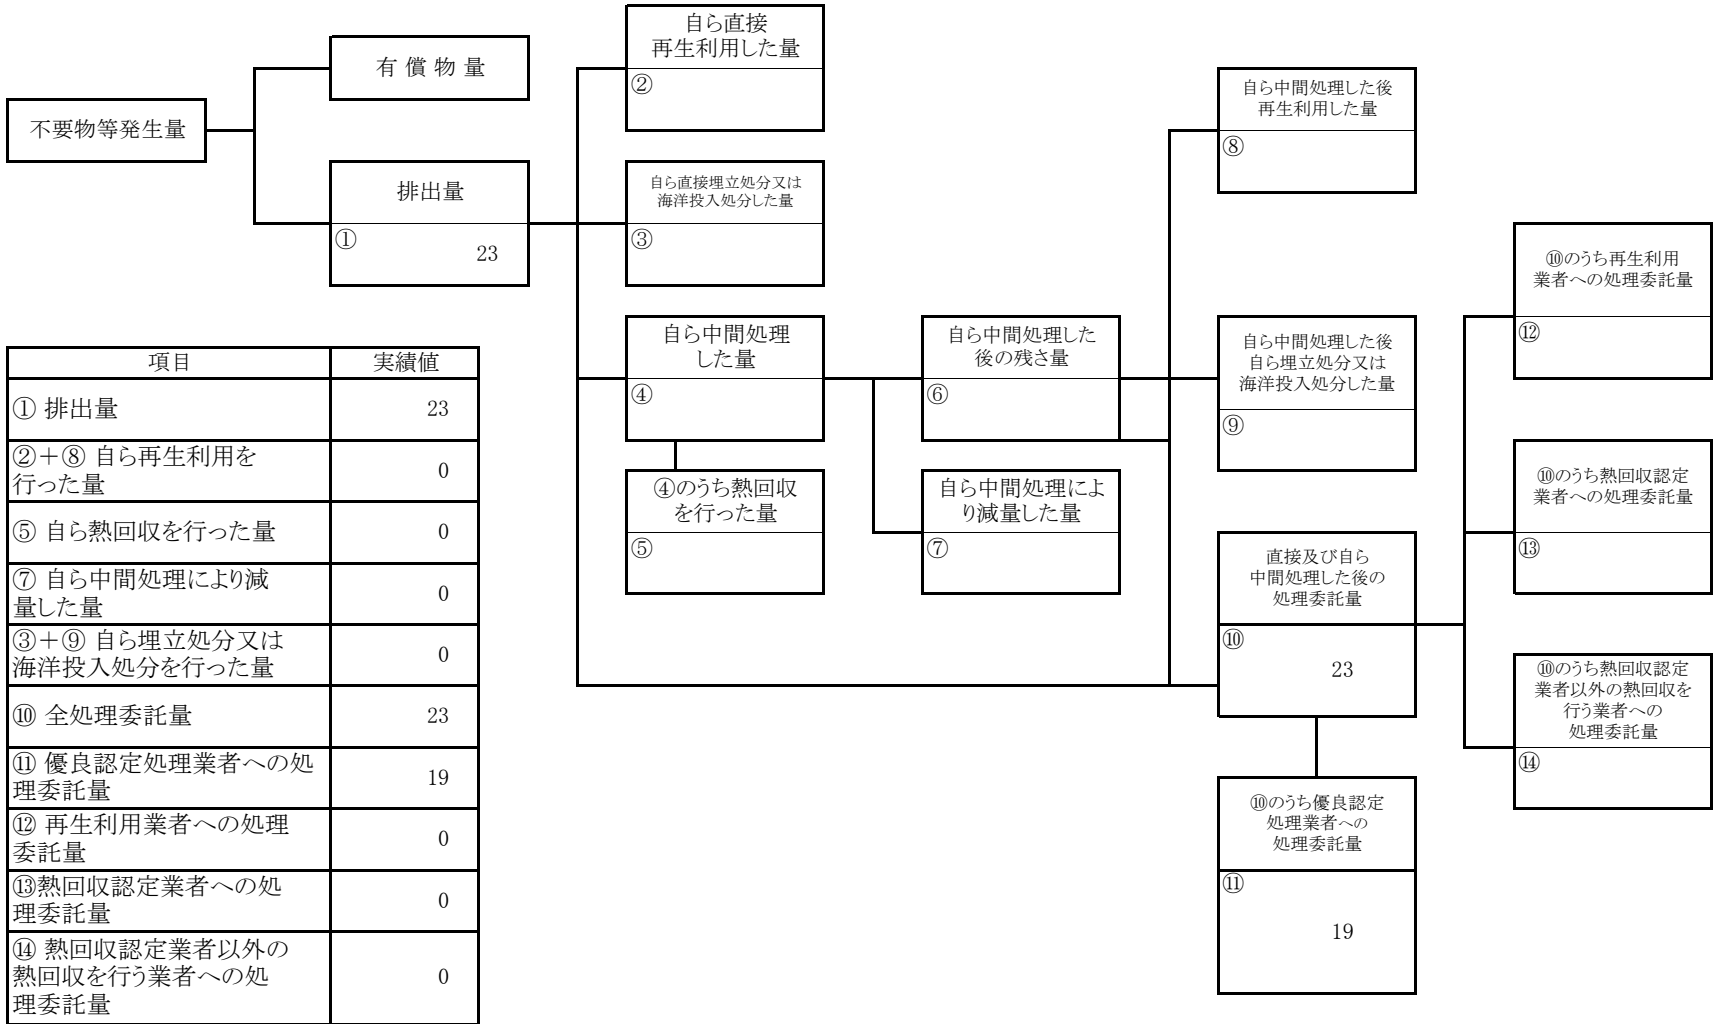 不要物等発生量
有 償 物 量
排出量
①
23
自ら直接
再生利用した量
②
自ら直接埋立処分又は
海洋投入処分した量
③
自ら中間処理
した量
④
④のうち熱回収
を行った量
⑤
自ら中間処理した
後の残さ量
⑥
自ら中間処理によ
り減量した量
⑦
自ら中間処理した後
再生利用した量
⑧
自ら中間処理した後
自ら埋立処分又は
海洋投入処分した量
⑨
直接及び自ら
中間処理した後の
処理委託量
⑩
23
⑩のうち優良認定
処理業者への
処理委託量
⑪
19
⑩のうち再生利用
業者への処理委託量
⑫
⑩のうち熱回収認定
業者への処理委託量
⑬
⑩のうち熱回収認定
業者以外の熱回収を
行う業者への
処理委託量
⑭
項目 実績値
① 排出量 23
②＋⑧ 自ら再生利用を
行った量 0
⑤ 自ら熱回収を行った量 0
⑦ 自ら中間処理により減
量した量 0
③＋⑨ 自ら埋立処分又は
海洋投入処分を行った量 0
⑩ 全処理委託量 23
⑪ 優良認定処理業者への処
理委託量 19
⑫ 再生利用業者への処理
委託量 0
⑬熱回収認定業者への処
理委託量 0
⑭ 熱回収認定業者以外の
熱回収を行う業者への処
理委託量 0